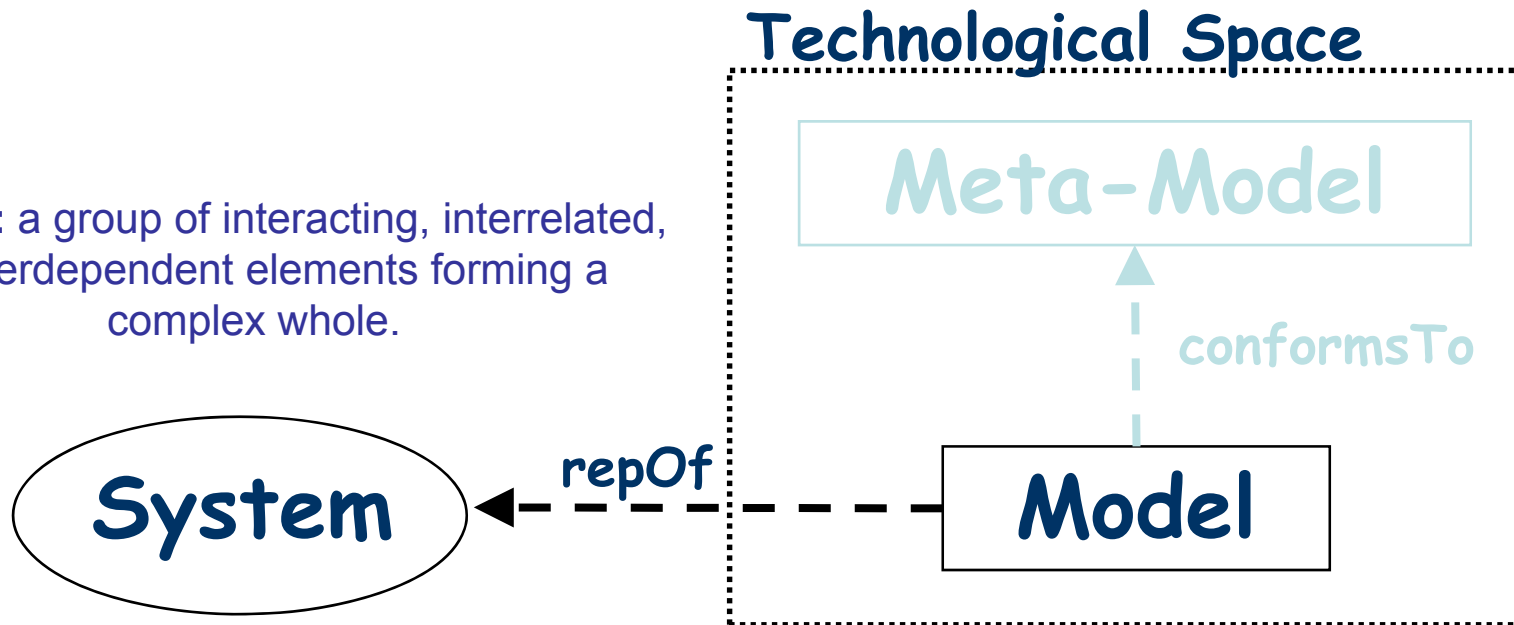 Technological Space
Meta-Model
: a group of interacting, interrelated,
erdependent elements forming a
complex whole.
conformsTo
repOf
System
Model